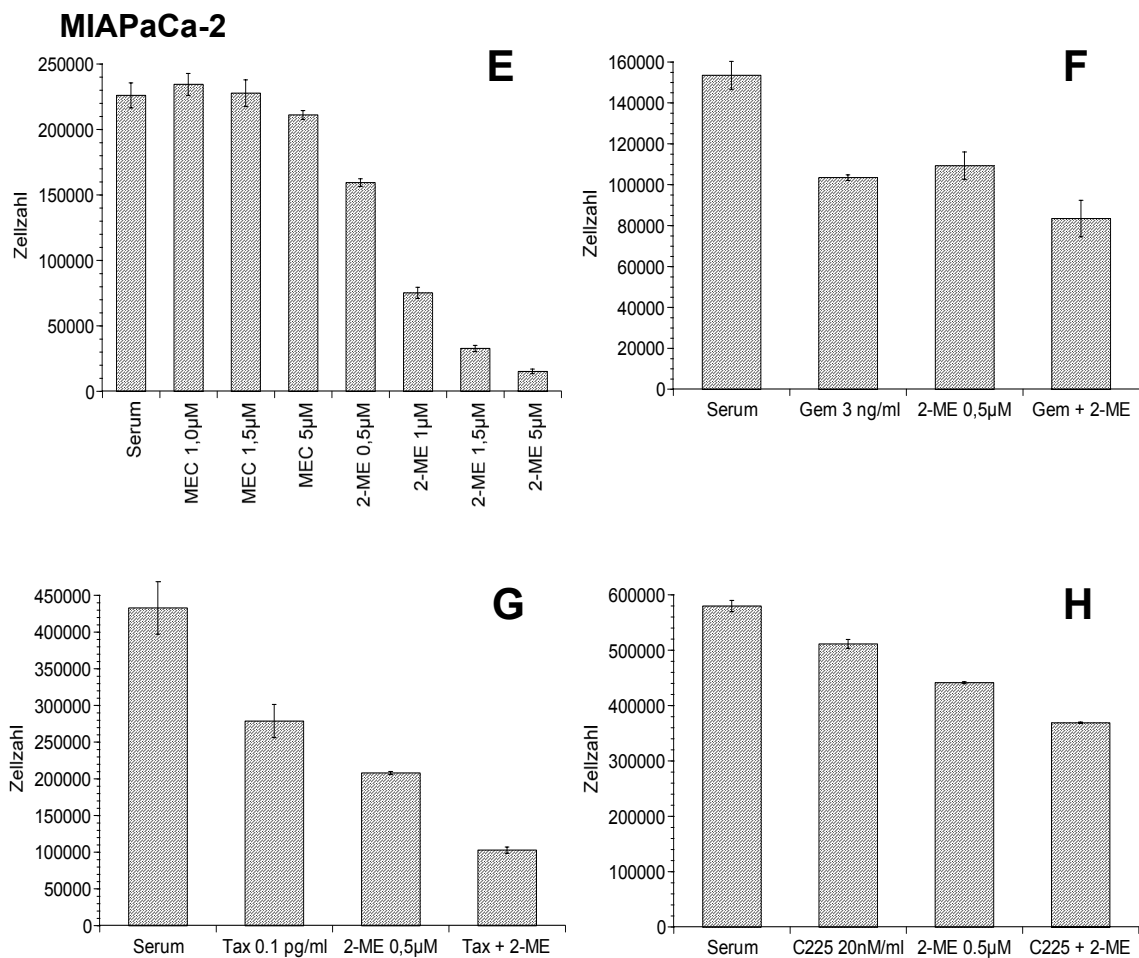 MIAPaCa-2
E
250000
200000
150000
100000
50000
0
Zellzahl
Serum
MEC 1,0µM
MEC 1,5µM
MEC 5µM
2-ME 0,5µM
2-ME 1µM
2-ME 1,5µM
2-ME 5µM
F
160000
140000
120000
100000
80000
60000
40000
20000
0
Zellzahl
Serum Gem 3 ng/ml 2-ME 0,5µM Gem + 2-ME
G
450000
400000
350000
300000
250000
200000
150000
100000
50000
0
Zellzahl
Serum Tax 0.1 pg/ml 2-ME 0,5µM Tax + 2-ME
H
600000
500000
400000
300000
200000
100000
0
Zellzahl
Serum C225 20nM/ml 2-ME 0.5µM C225 + 2-ME